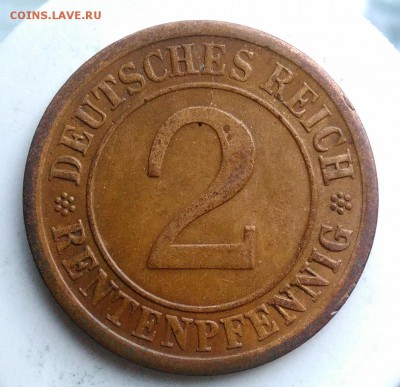 COINS.LAVE.RU
DEUTSCHES REICH
2
RENTENPFENNIG